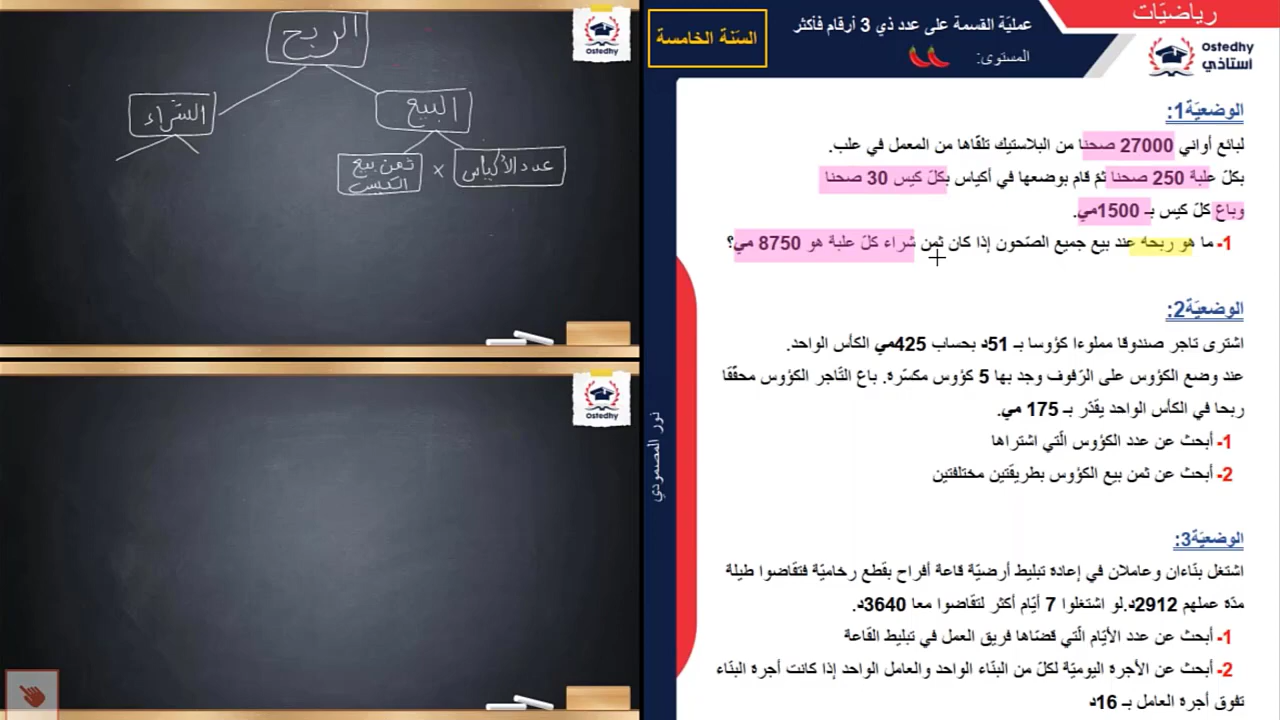 رياضيّات
Ostedhy
أستاذي
عمليّة القسمة على عدد ذي 3 أرقام فأكثر
المستوى:
السّنة الخامسة
الوضعيّة1:
لبائع أواني 27000 صحنا من البلاستيك تلقّاها من المعمل في علب.
بكلّ علبة 250 صحنا ثمّ قام بوضعها في أكياس بكلّ كيس 30 صحنا
وباع كلّ كيس بـ 1500مي.
1- ما هو ربحه عند بيع جميع الصّحون إذا كان ثمن شراء كلّ علبة هو 8750 مي؟
الوضعيّة2:
اشترى تاجر صندوقا مملوءا كؤوسا بـ 51د بحساب 425مي الكأس الواحد.
عند وضع الكؤوس على الرّفوف وجد بها 5 كؤوس مكسّرة. باع التّاجر الكؤوس محقّقا
ربحا في الكأس الواحد يقدّر بـ 175 مي.
1- أبحث عن عدد الكؤوس الّتي اشتراها
2- أبحث عن ثمن بيع الكؤوس بطريقتين مختلفتين
الوضعيّة3:
اشتغل بنّاءان وعاملان في إعادة تبليط أرضيّة قاعة أفراح بقطع رخاميّة فتقاضوا طيلة
مدّة عملهم 2912د.لو اشتغلوا 7 أيّام أكثر لتقاضوا معا 3640د.
1- أبحث عن عدد الأيّام الّتي قضّاها فريق العمل في تبليط القّاعة
2- أبحث عن الأجرة اليوميّة لكلّ من البنّاء الواحد والعامل الواحد إذا كانت أجرة البنّاء
تفوق أجرة العامل بـ 16د
نور المصمودي
الربح
البيع
الشراء
عدد الأكياس × ثمن بيع
الكيس
Ostedhy
Ostedhy